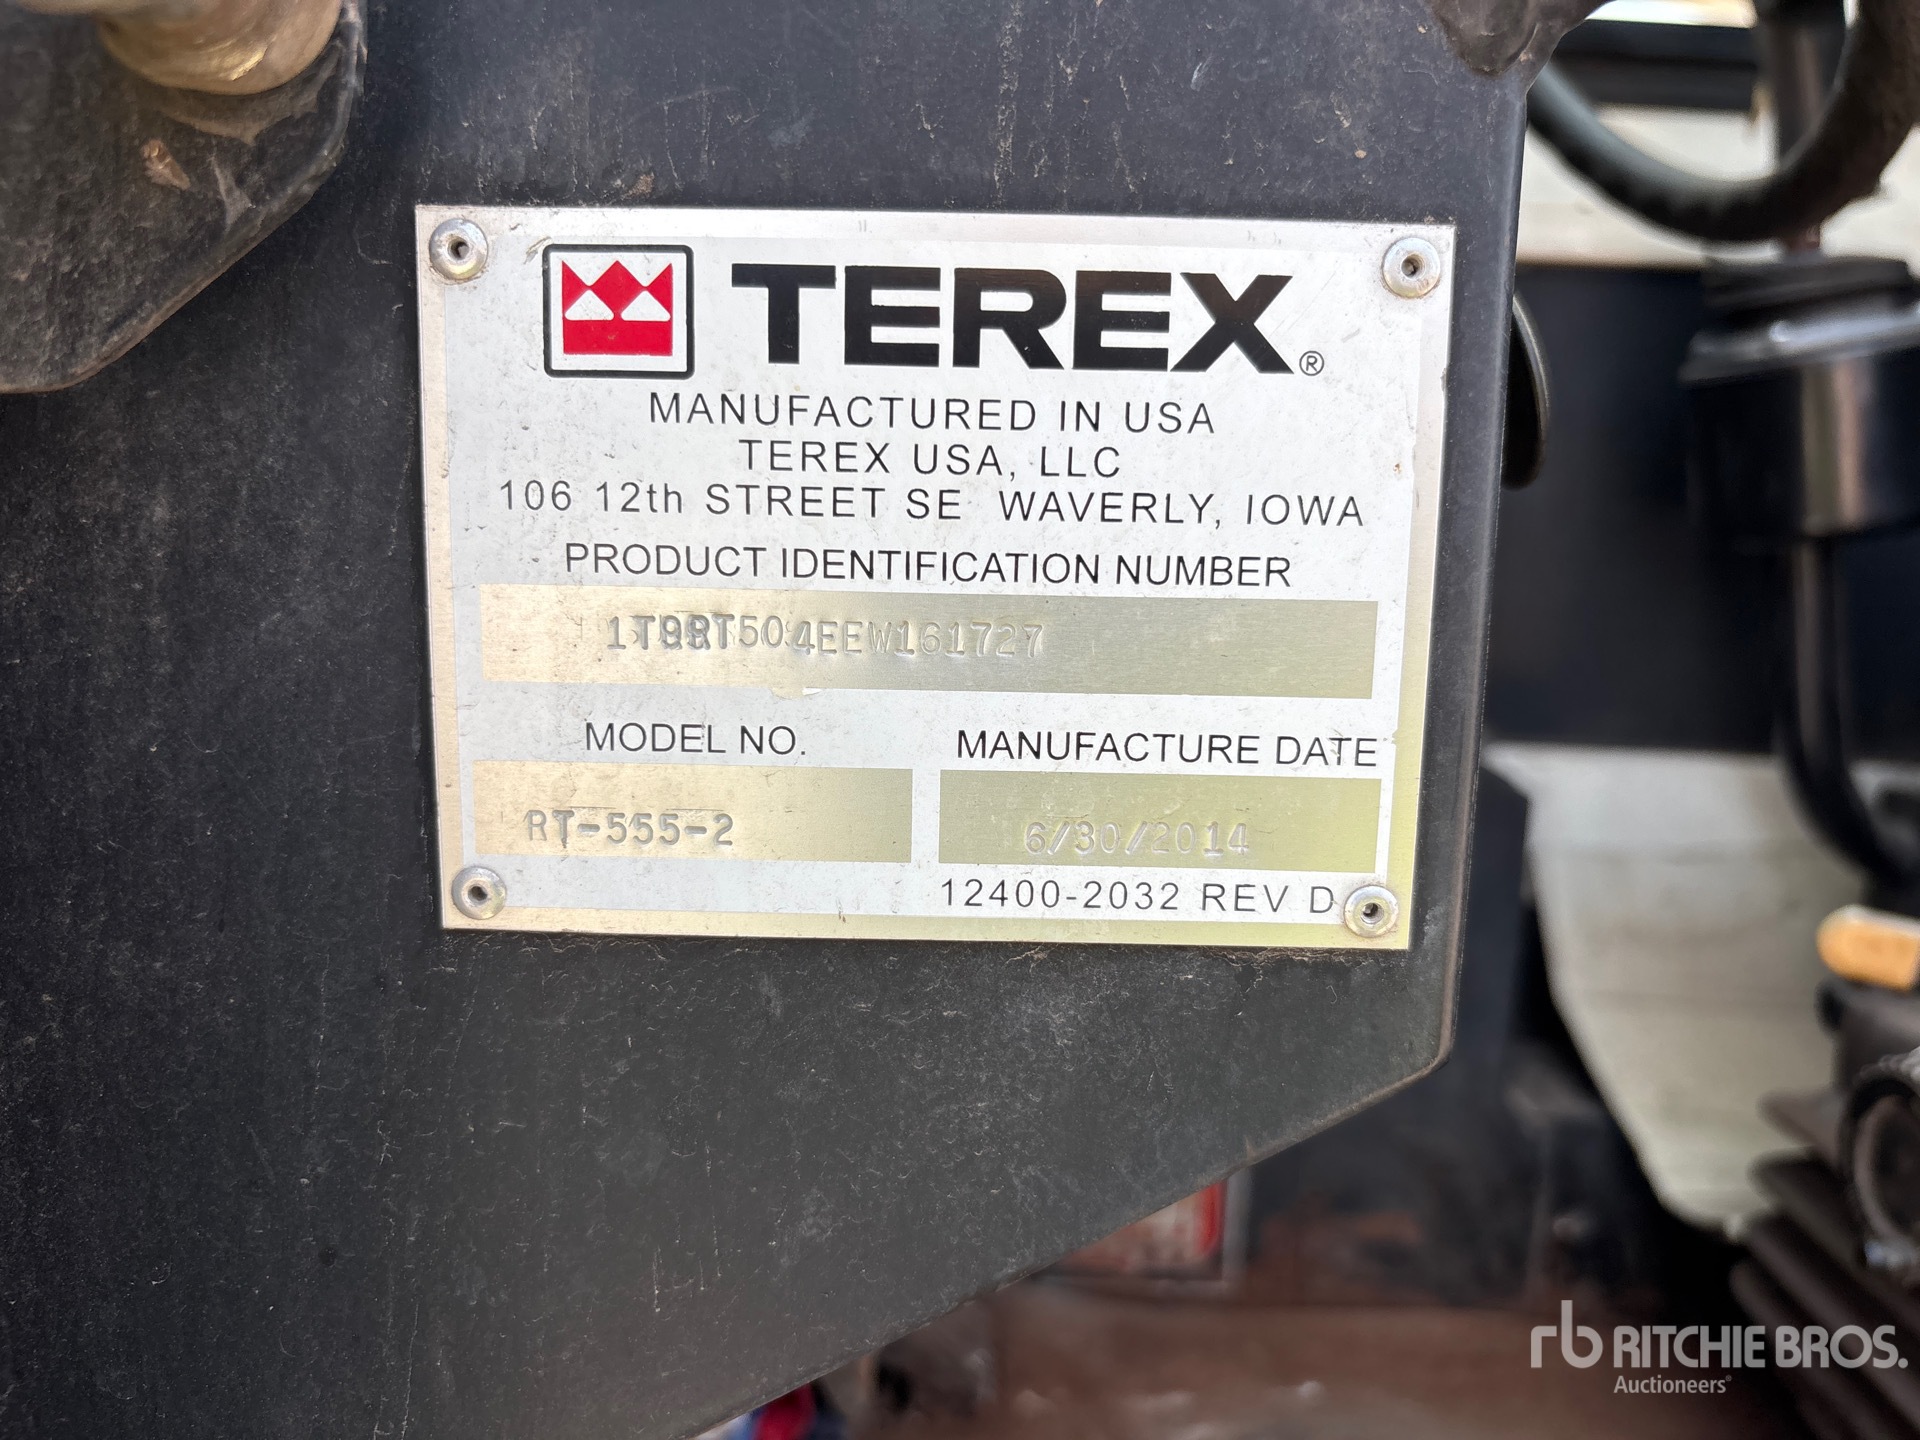 TEREX®
MANUFACTURED IN USA
TEREX USA, LLC
106 12th STREET SE WAVERLY, IOWA
PRODUCT IDENTIFICATION NUMBER
MODEL NO.
MANUFACTURE DATE
RT-555-2
6/30/2014
12400-2032 REV D
rb RITCHIE BROS.
Auctioneers®